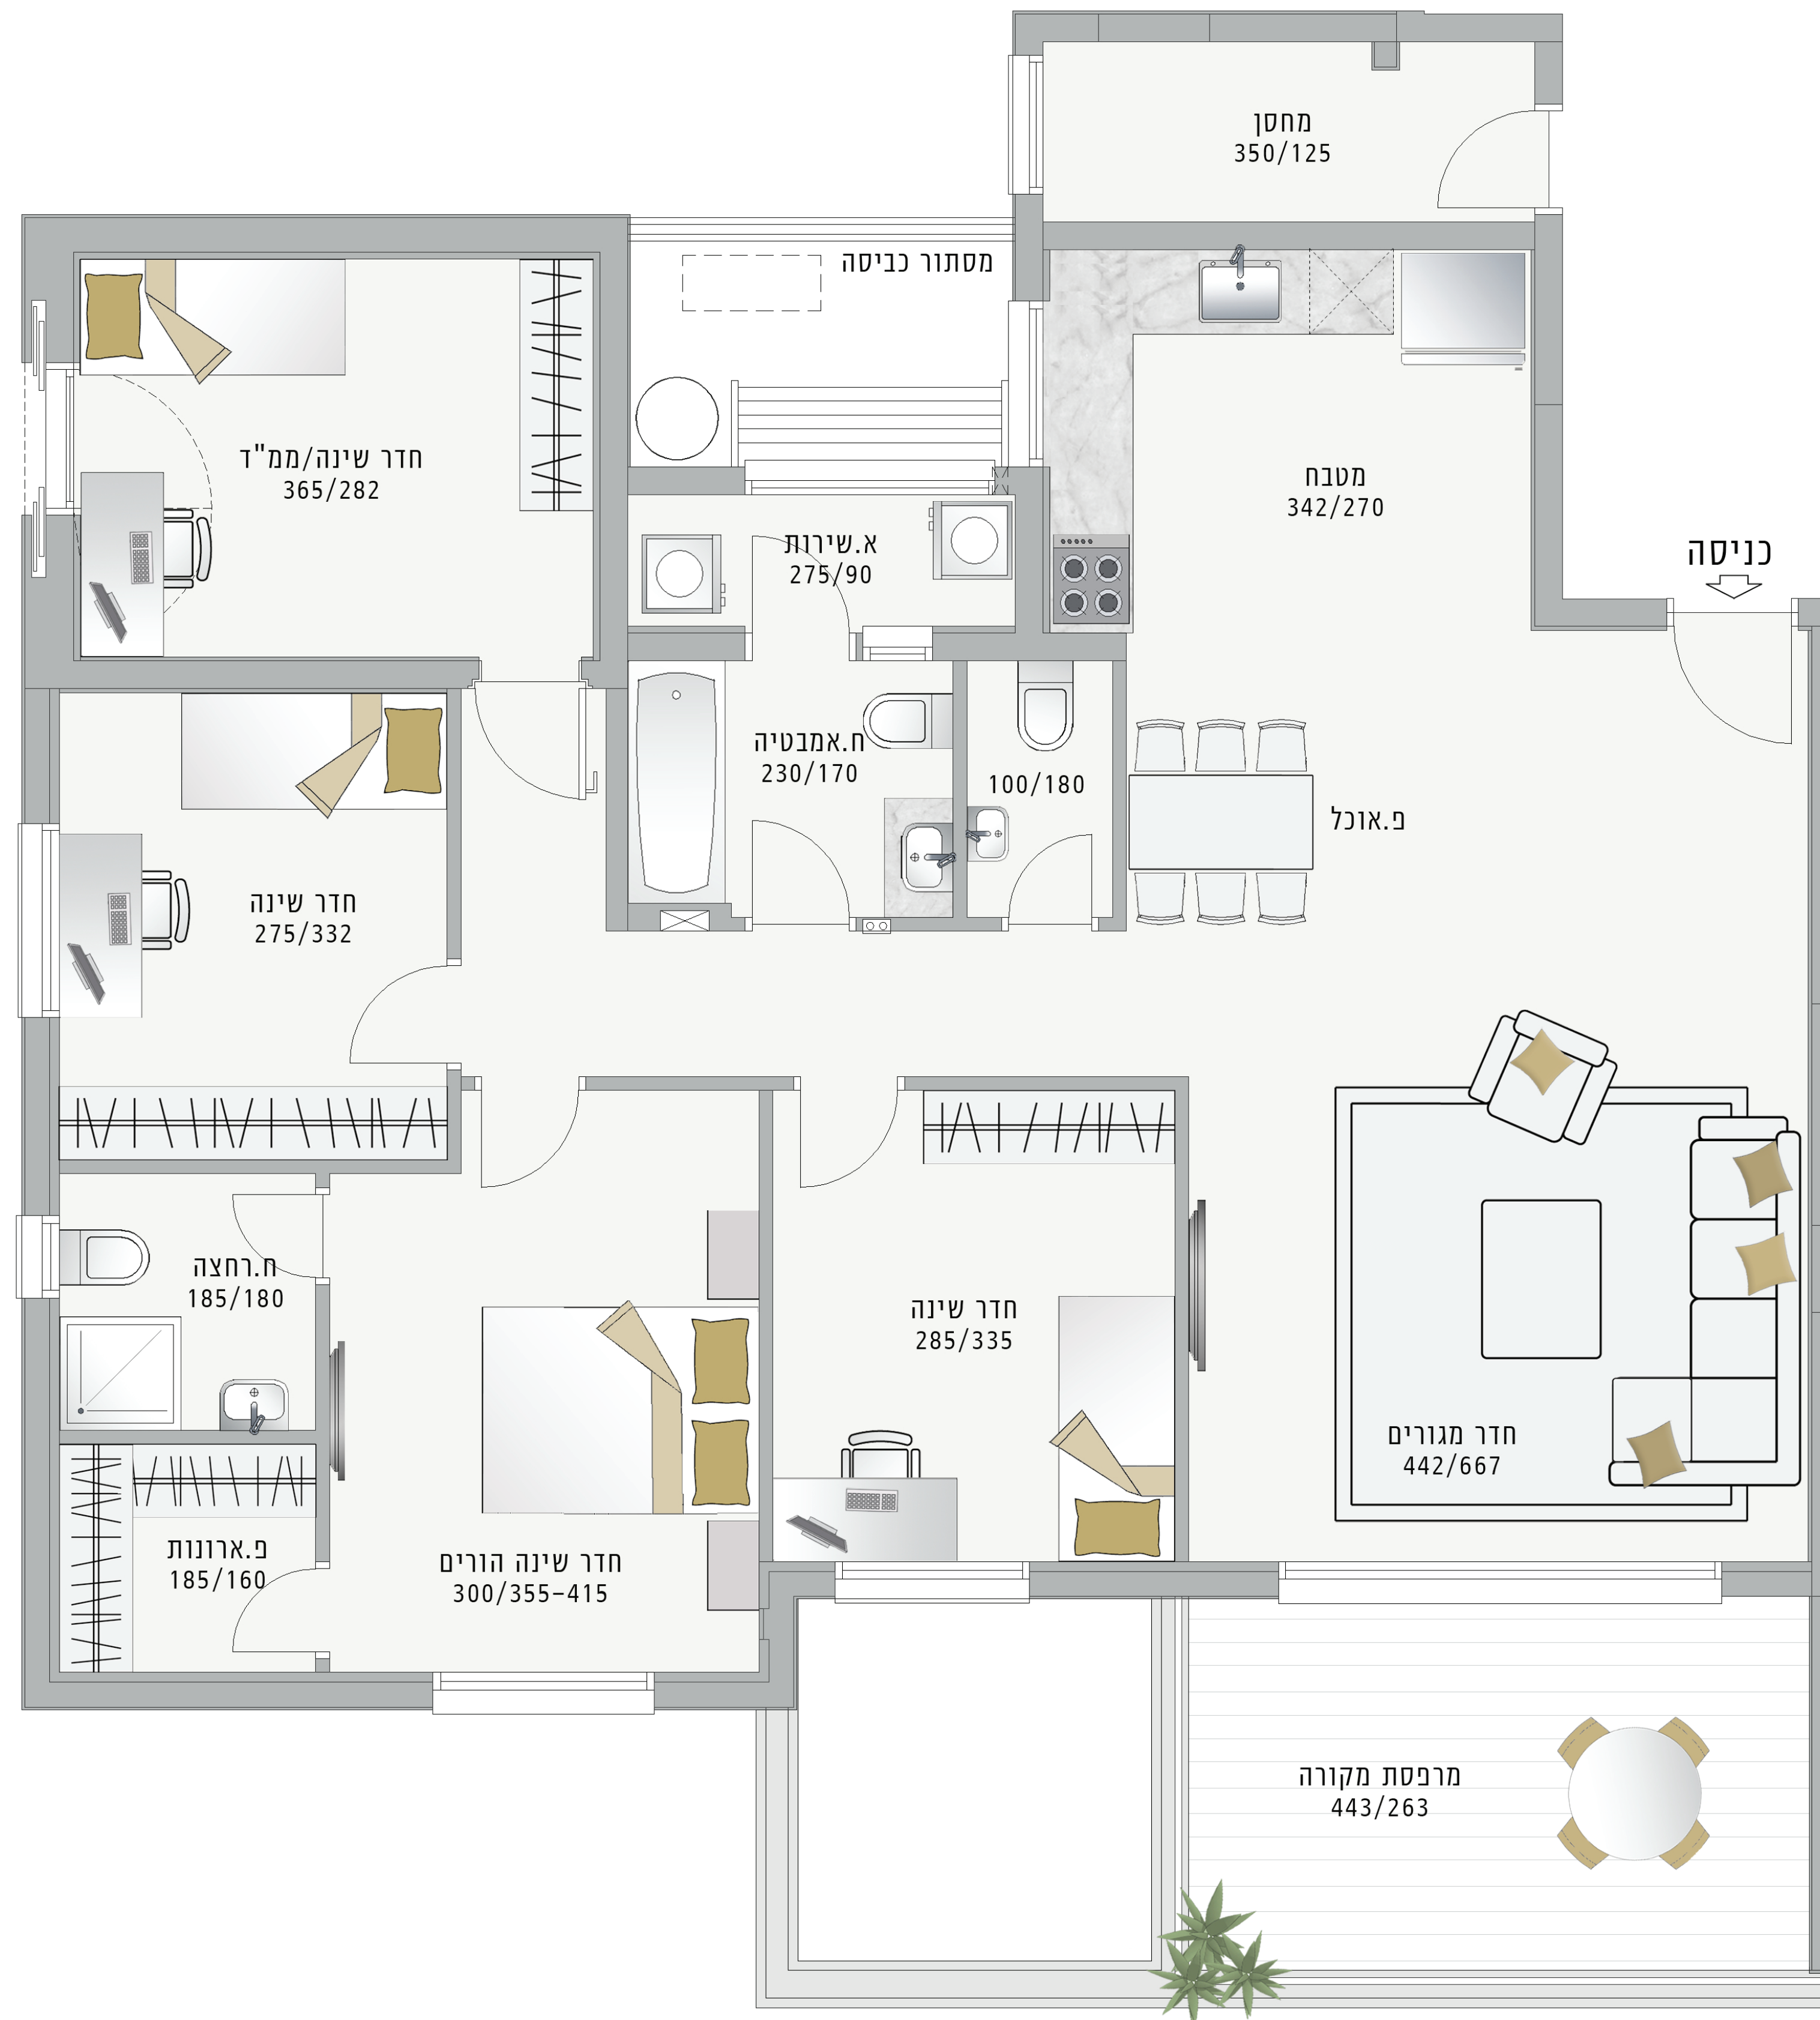 מחסן
350/125
מסתור כביסה
חדר שינה/ממ"ד
365/282
מטבח
342/270
א.שירות
275/90
כניסה
ח.אמבטיה
230/170
100/180
פ.אוכל
חדר שינה
275/332
ח.רחצה
185/180
חדר שינה
285/335
חדר מגורים
442/667
פ.ארונות
185/160
חדר שינה הורים
300/355-415
מרפסת מקורה
443/263